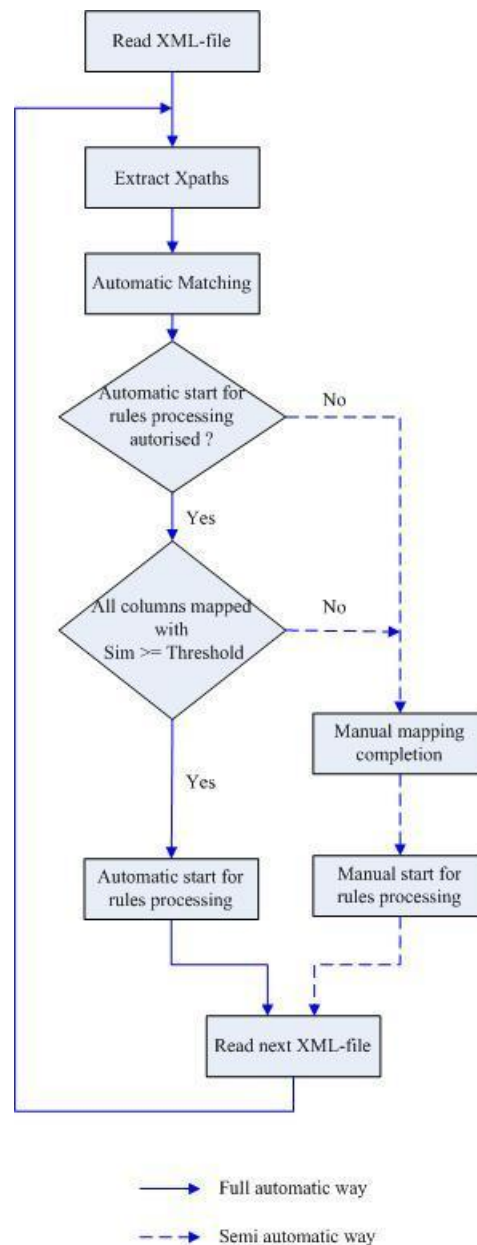 Read XML-file
Extract Xpaths
Automatic Matching
Automatic start for
rules processing
autorised ?
No
Yes
All columns mapped
with
Sim >= Threshold
No
Manual mapping
completion
Yes
Automatic start for
rules processing
Manual start for
rules processing
Read next XML-file
Full automatic way
Semi automatic way